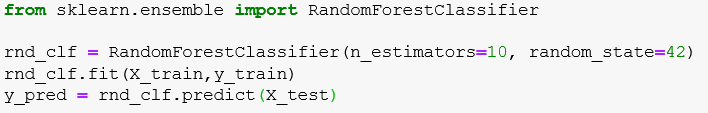 from sklearn.ensemble import RandomForestClassifier
rnd_clf = RandomForestClassifier(n_estimators=10, random_state=42)
rnd_clf.fit(X_train,y_train)
y_pred = rnd_clf.predict(X_test)